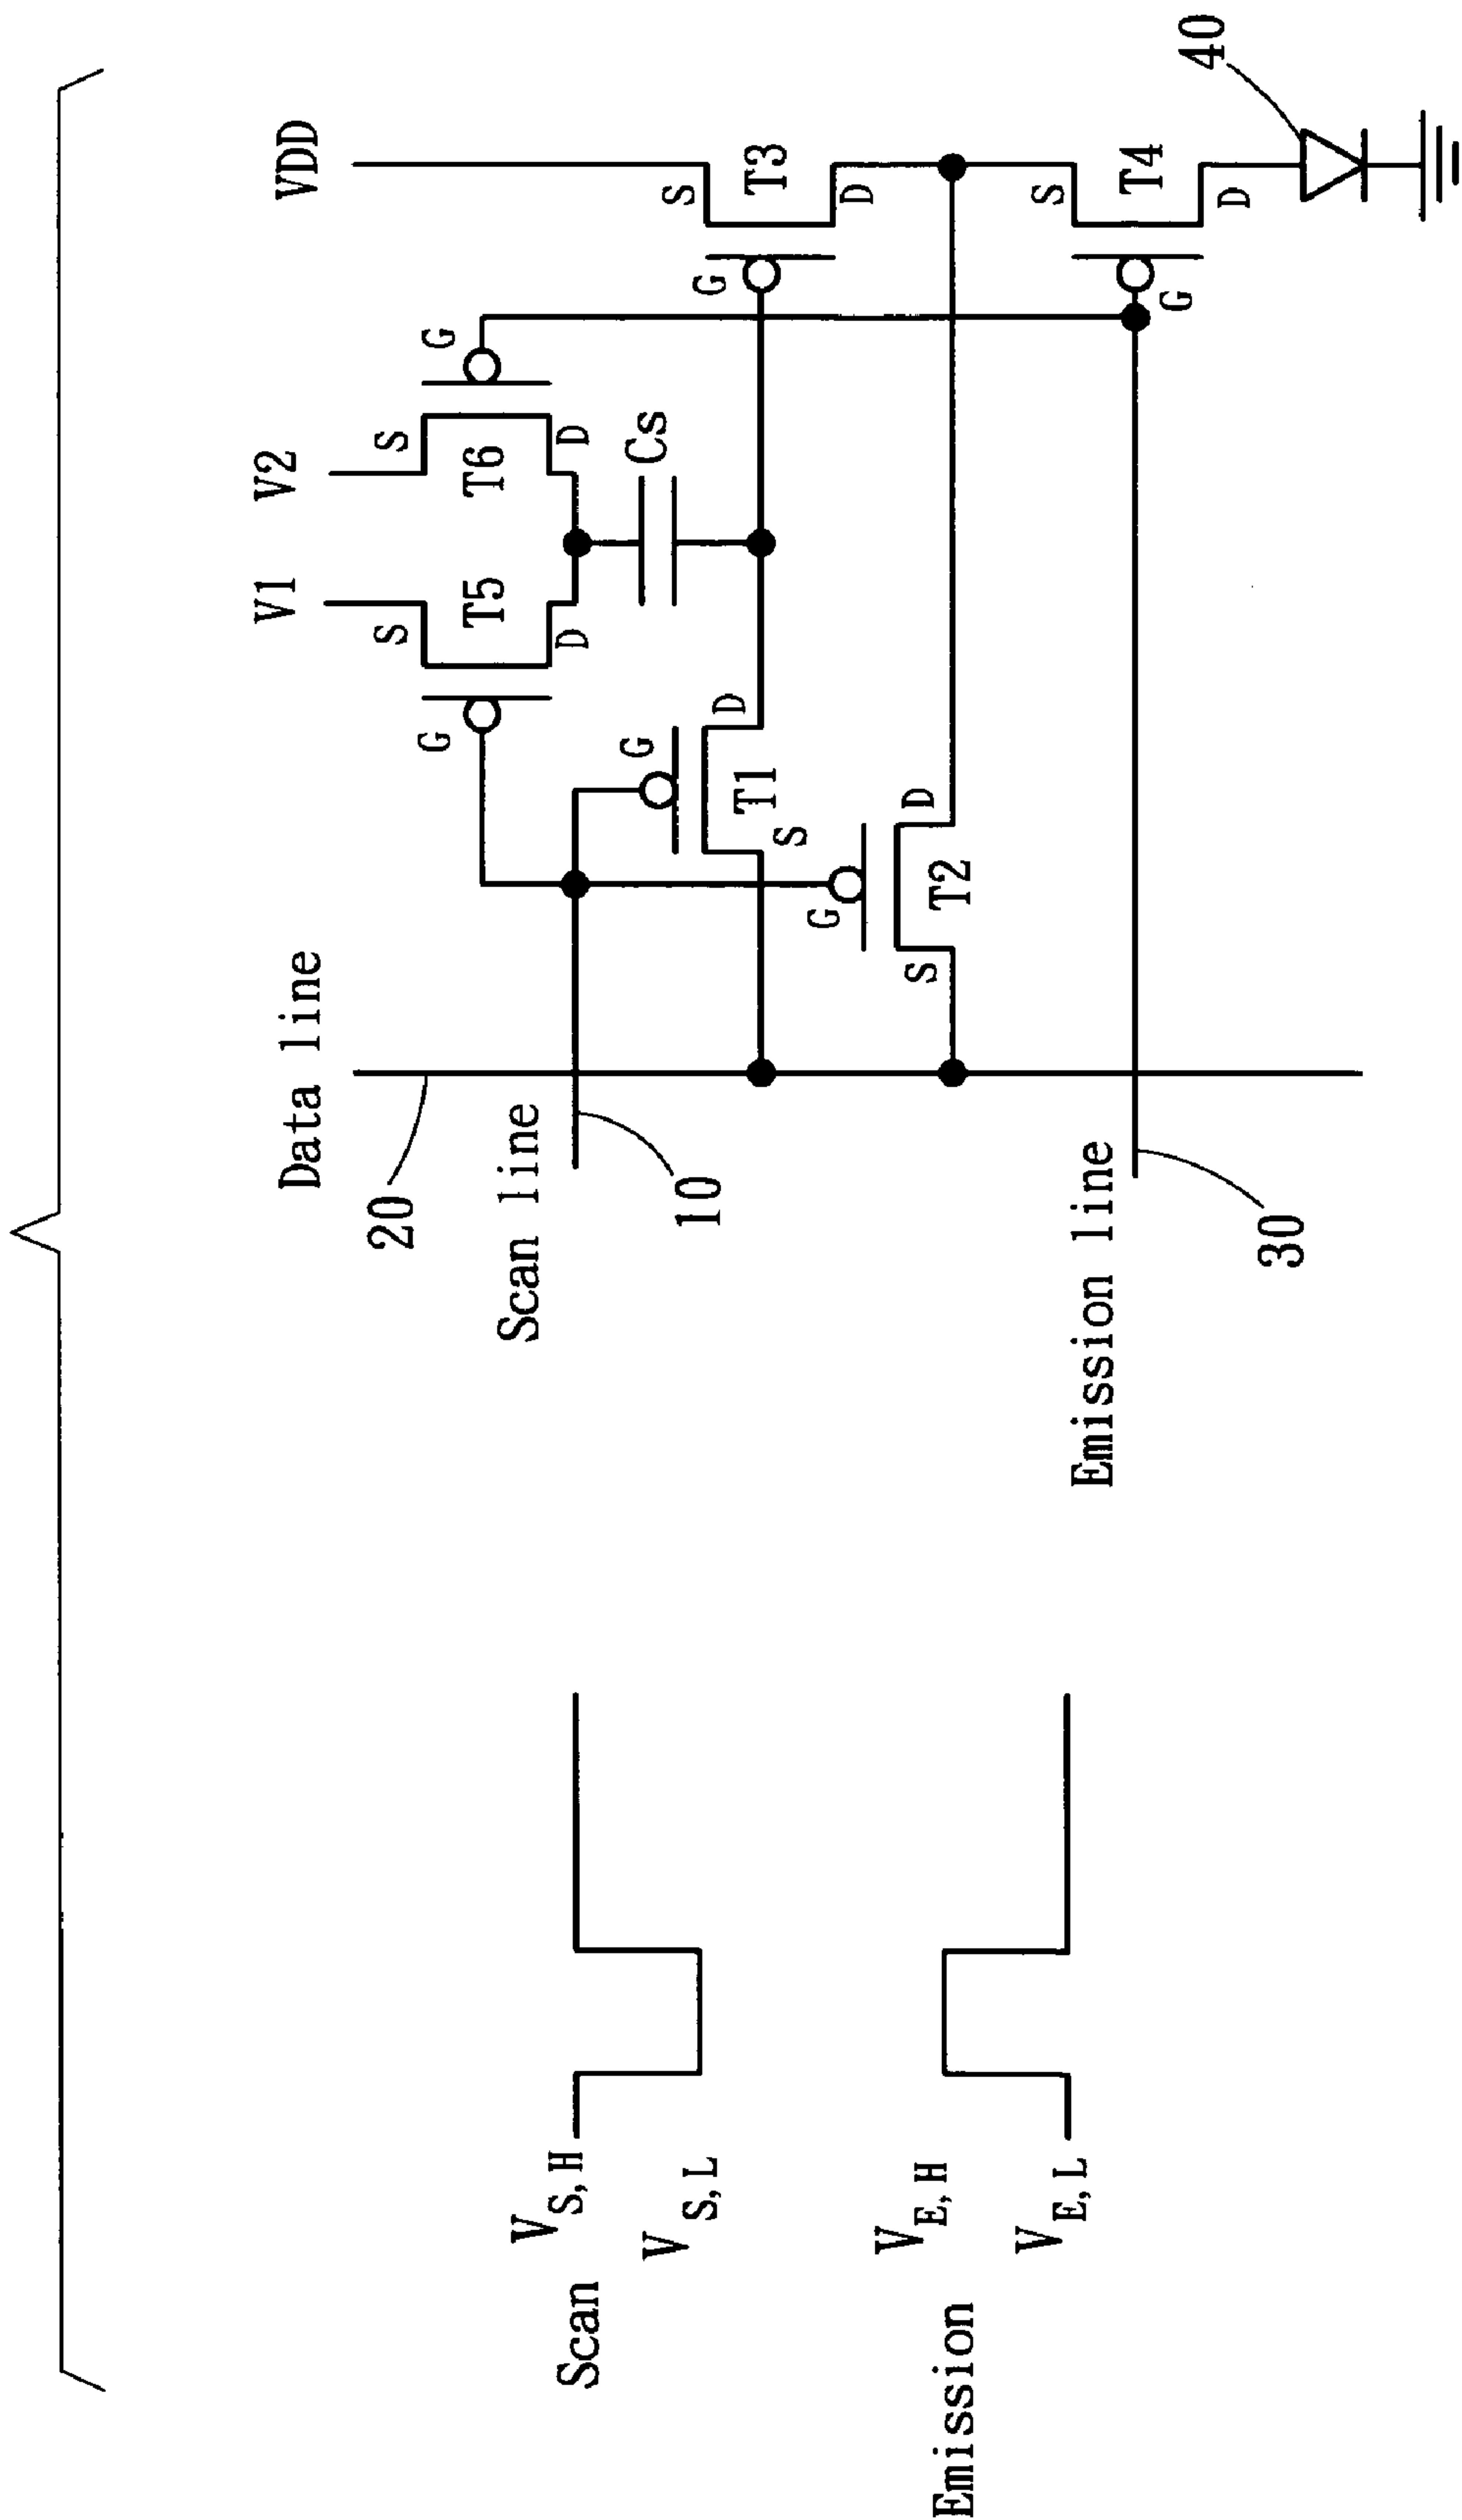 Data line
VDD
V1 V2
20
S S
G T5 T6 G
D D
Scan line
Cs
10
G
D
S T1
G S T3
D
G
S T2 D
Emission line
S T4
G D
30
40
Scan
V S,H
V S,L
Emission
V E,H
V E,L